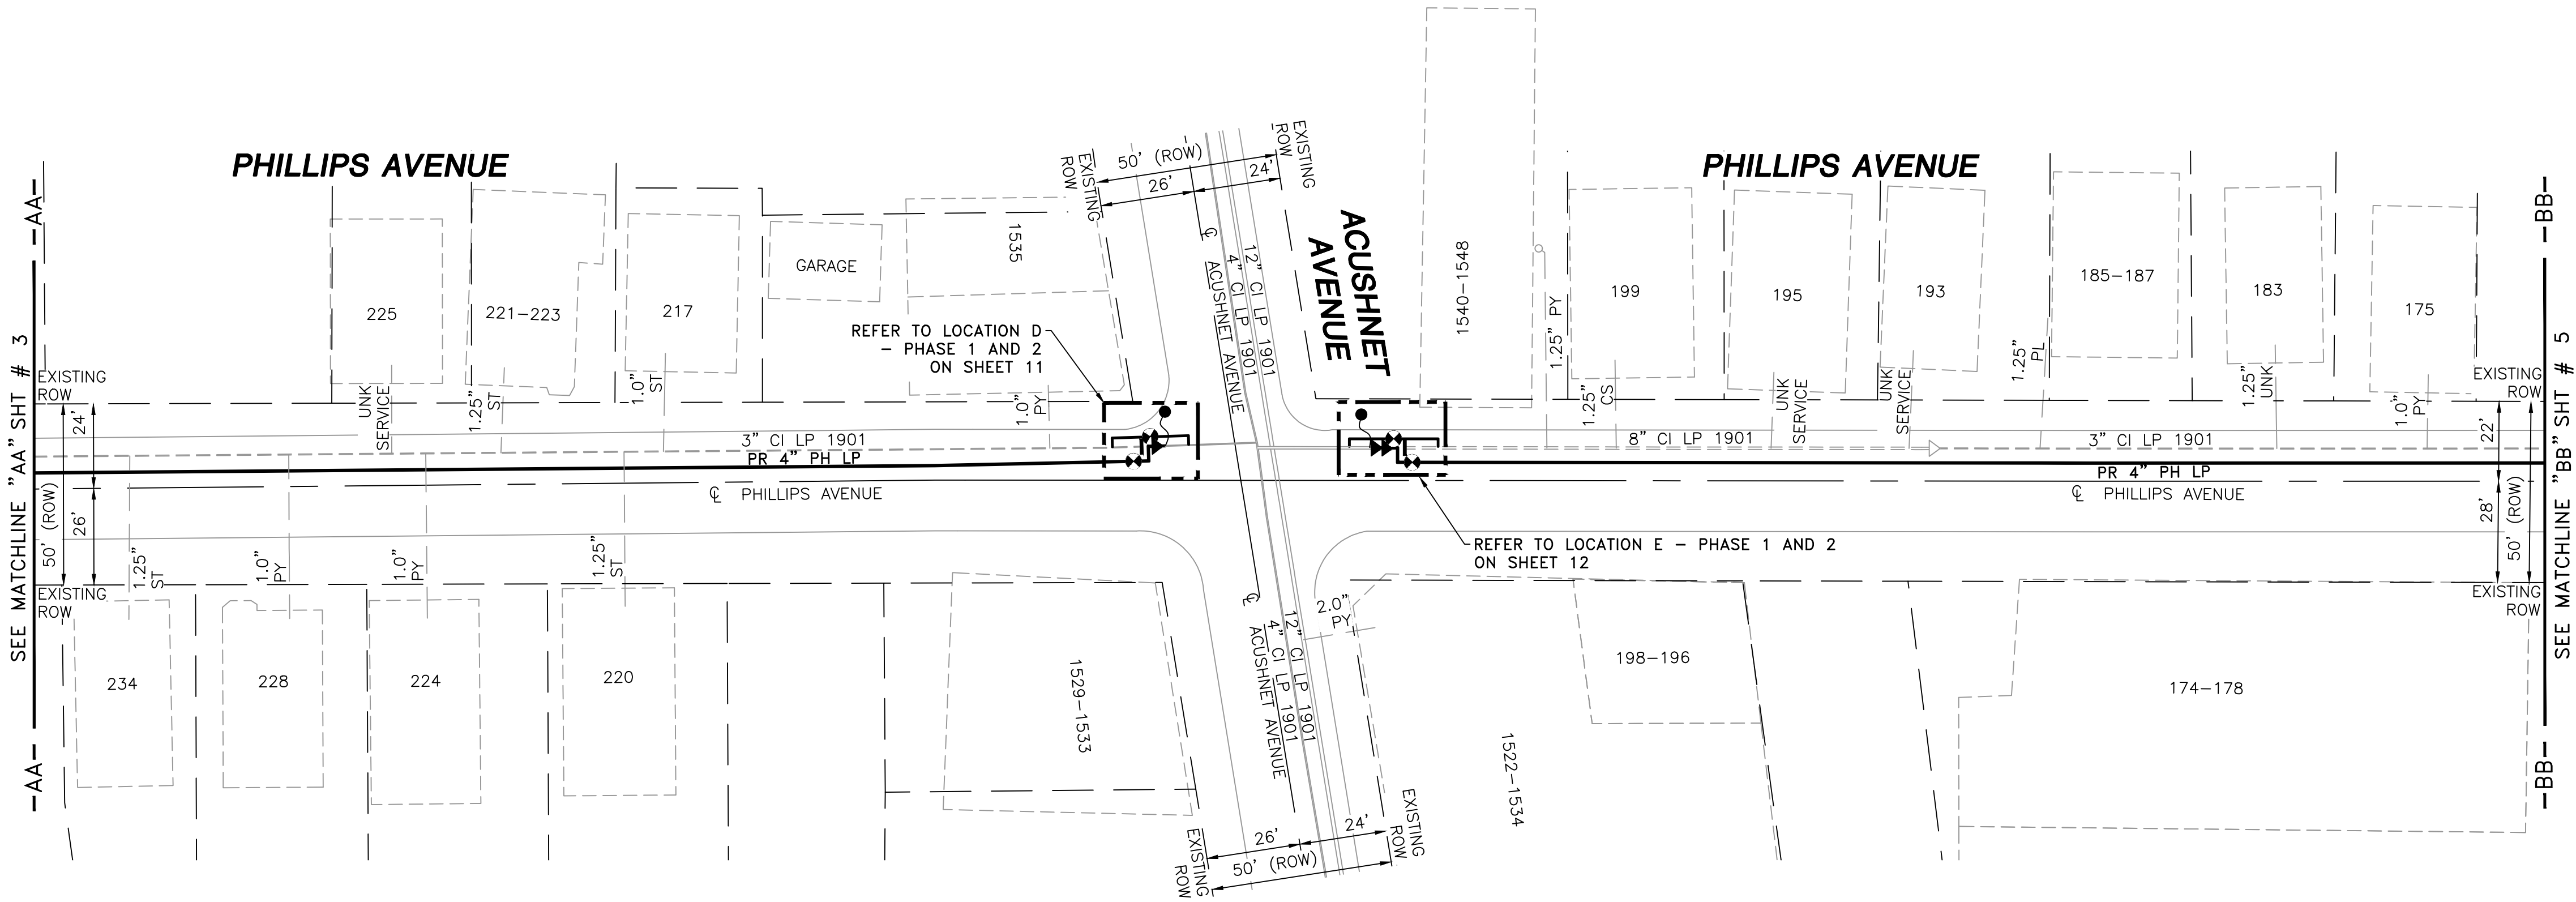 PHILLIPS AVENUE
PHILLIPS AVENUE
ACUSHNET
AVENUE
AA
SEE MATCHLINE "AA" SHT # 3
AA
EXISTING
ROW
24'
50' (ROW)
26'
EXISTING
ROW
225
221-223
217
GARAGE
1535
UNK
SERVICE
1.25"
ST
1.0"
ST
1.0"
PY
REFER TO LOCATION D
- PHASE 1 AND 2
ON SHEET 11
3" CI LP 1901
PR 4" PH LP
℄ PHILLIPS AVENUE
1.25"
ST
1.0"
PY
1.0"
PY
1.25"
ST
234
228
224
220
1529-1533
EXISTING
ROW
50' (ROW)
26'
24'
EXISTING
ROW
℄ ACUSHNET AVENUE
4" CI LP 1901
12" CI LP 1901
℄ ACUSHNET AVENUE
4" CI LP 1901
12" CI LP 1901
2.0"
PY
EXISTING
ROW
26'
24'
50' (ROW)
EXISTING
ROW
1540-1548
199
195
193
185-187
183
175
1.25" PY
1.25"
CS
UNK
SERVICE
UNK
SERVICE
1.25"
PL
1.25"
UNK
1.0"
PY
8" CI LP 1901
3" CI LP 1901
PR 4" PH LP
℄ PHILLIPS AVENUE
REFER TO LOCATION E - PHASE 1 AND 2
ON SHEET 12
1522-1534
198-196
174-178
EXISTING
ROW
22'
28'
50' (ROW)
EXISTING
ROW
BB
SEE MATCHLINE "BB" SHT # 5
BB